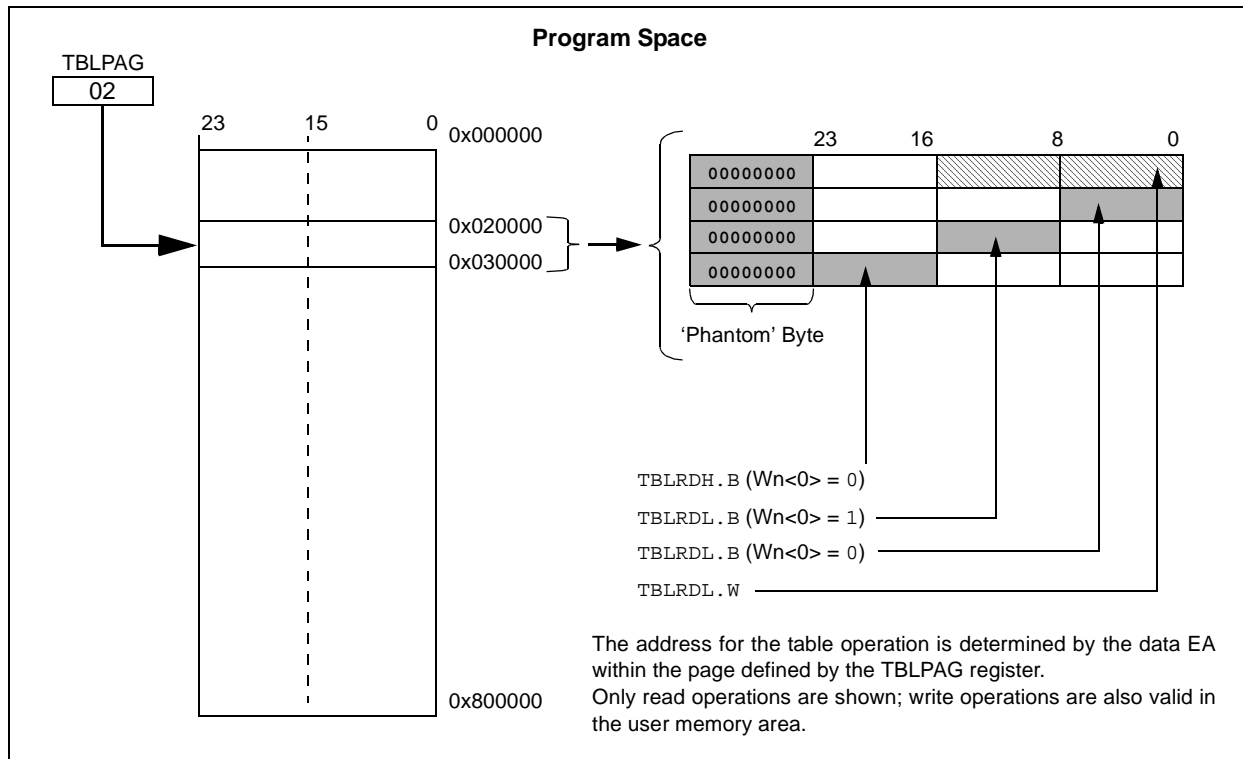 Program Space
TBLPAG
02
23 15 0
0x000000
0x020000
0x030000
0x800000
23 16 8 0
00000000
00000000
00000000
00000000
‘Phantom’ Byte
TBLRDH.B (Wn<0> = 0)
TBLRDL.B (Wn<0> = 1)
TBLRDL.B (Wn<0> = 0)
TBLRDL.W
The address for the table operation is determined by the data EA
within the page defined by the TBLPAG register.
Only read operations are shown; write operations are also valid in
the user memory area.